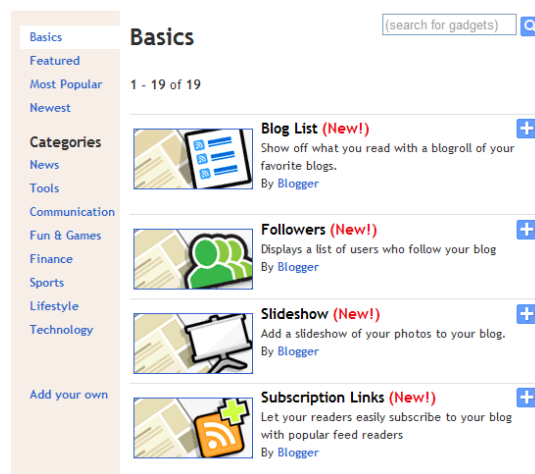 Basics
Featured
Most Popular
Newest
Categories
News
Tools
Communication
Fun & Games
Finance
Sports
Lifestyle
Technology
Add your own
Basics
(search for gadgets)
1 - 19 of 19
Blog List (New!)
Show off what you read with a blogroll of your
favorite blogs.
By Blogger
Followers (New!)
Displays a list of users who follow your blog
By Blogger
Slideshow (New!)
Add a slideshow of your photos to your blog.
By Blogger
Subscription Links (New!)
Let your readers easily subscribe to your blog
with popular feed readers
By Blogger